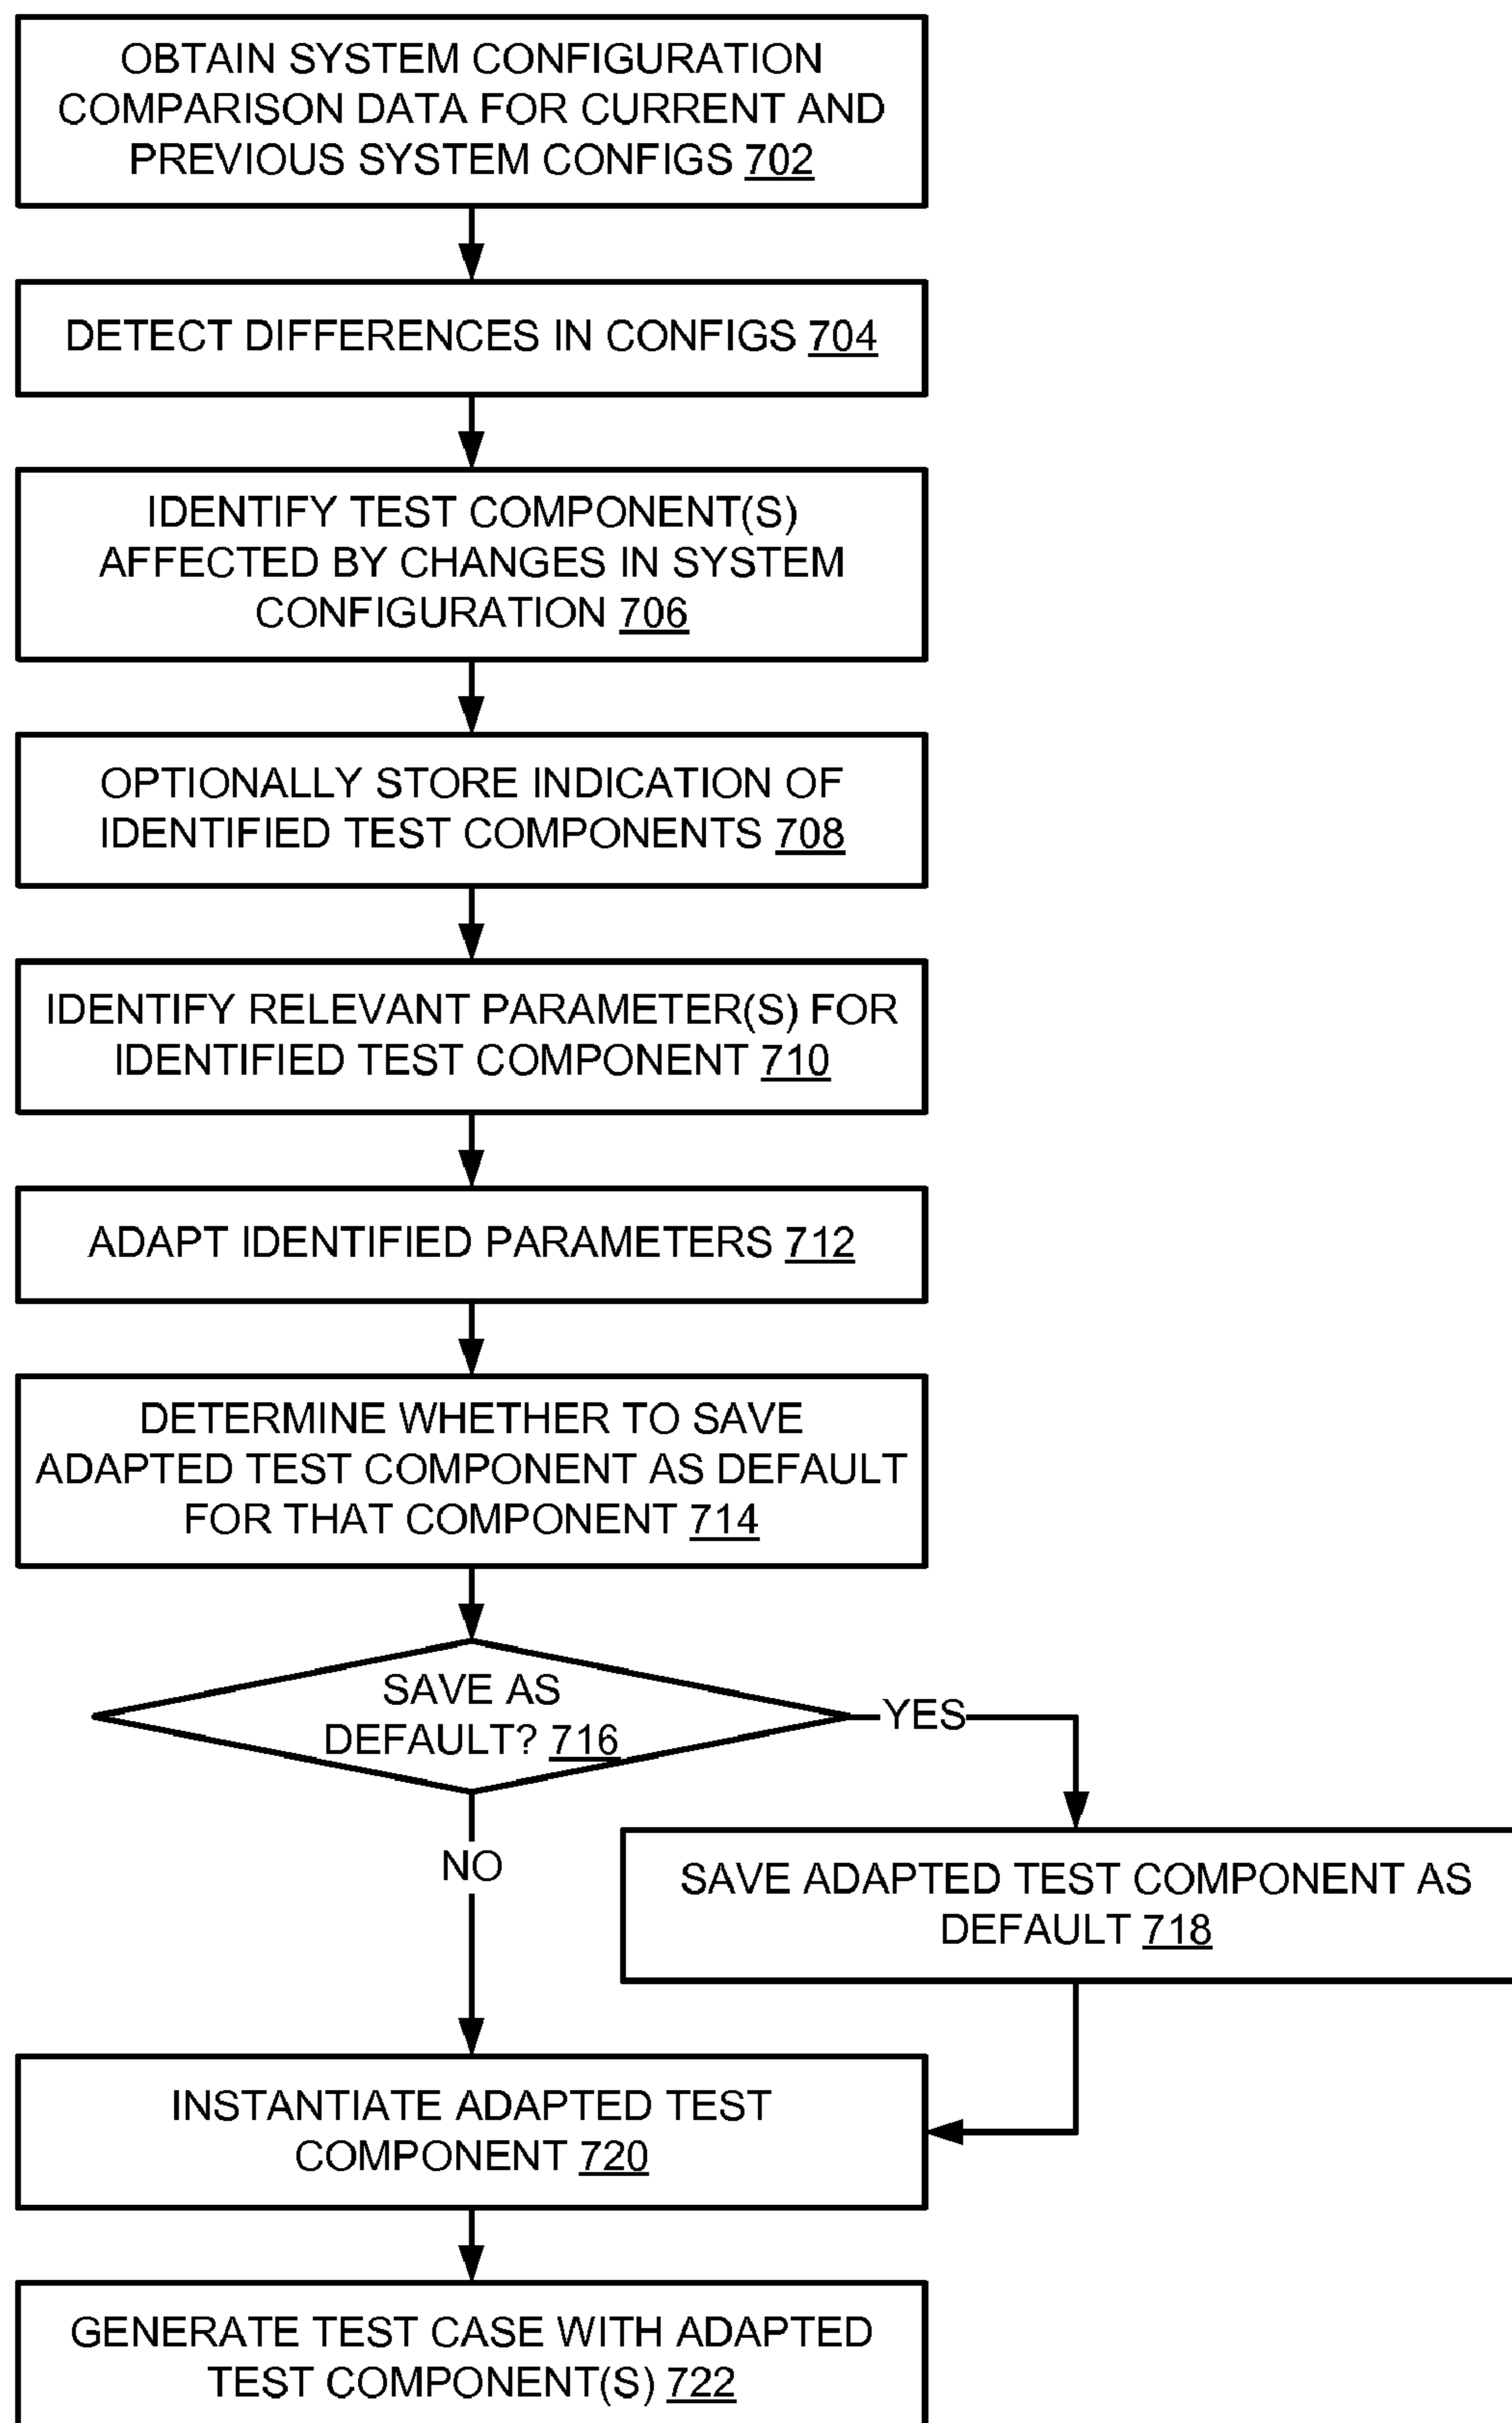 OBTAIN SYSTEM CONFIGURATION
COMPARISON DATA FOR CURRENT AND
PREVIOUS SYSTEM CONFIGS 702
DETECT DIFFERENCES IN CONFIGS 704
IDENTIFY TEST COMPONENT(S)
AFFECTED BY CHANGES IN SYSTEM
CONFIGURATION 706
OPTIONALLY STORE INDICATION OF
IDENTIFIED TEST COMPONENTS 708
IDENTIFY RELEVANT PARAMETER(S) FOR
IDENTIFIED TEST COMPONENT 710
ADAPT IDENTIFIED PARAMETERS 712
DETERMINE WHETHER TO SAVE
ADAPTED TEST COMPONENT AS DEFAULT
FOR THAT COMPONENT 714
SAVE AS
DEFAULT? 716
YES
NO
SAVE ADAPTED TEST COMPONENT AS
DEFAULT 718
INSTANTIATE ADAPTED TEST
COMPONENT 720
GENERATE TEST CASE WITH ADAPTED
TEST COMPONENT(S) 722